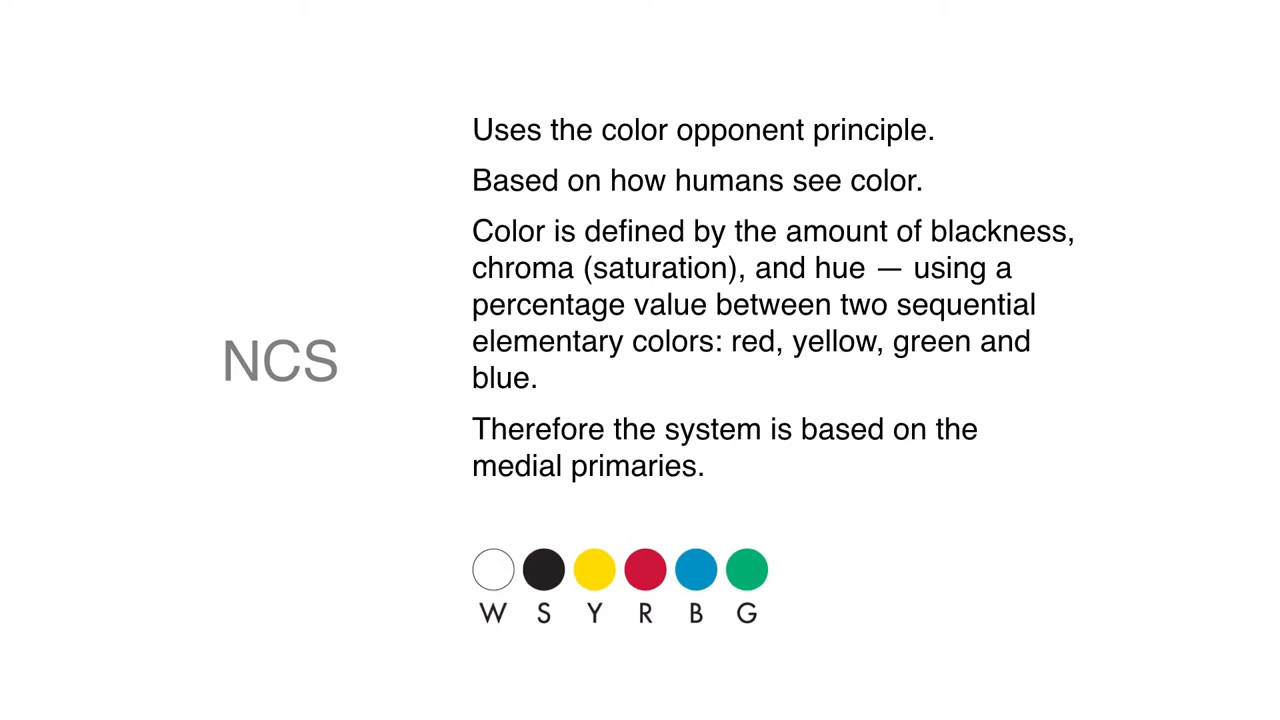 NCS
Uses the color opponent principle.
Based on how humans see color.
Color is defined by the amount of blackness,
chroma (saturation), and hue — using a
percentage value between two sequential
elementary colors: red, yellow, green and
blue.
Therefore the system is based on the
medial primaries.
W S Y R B G